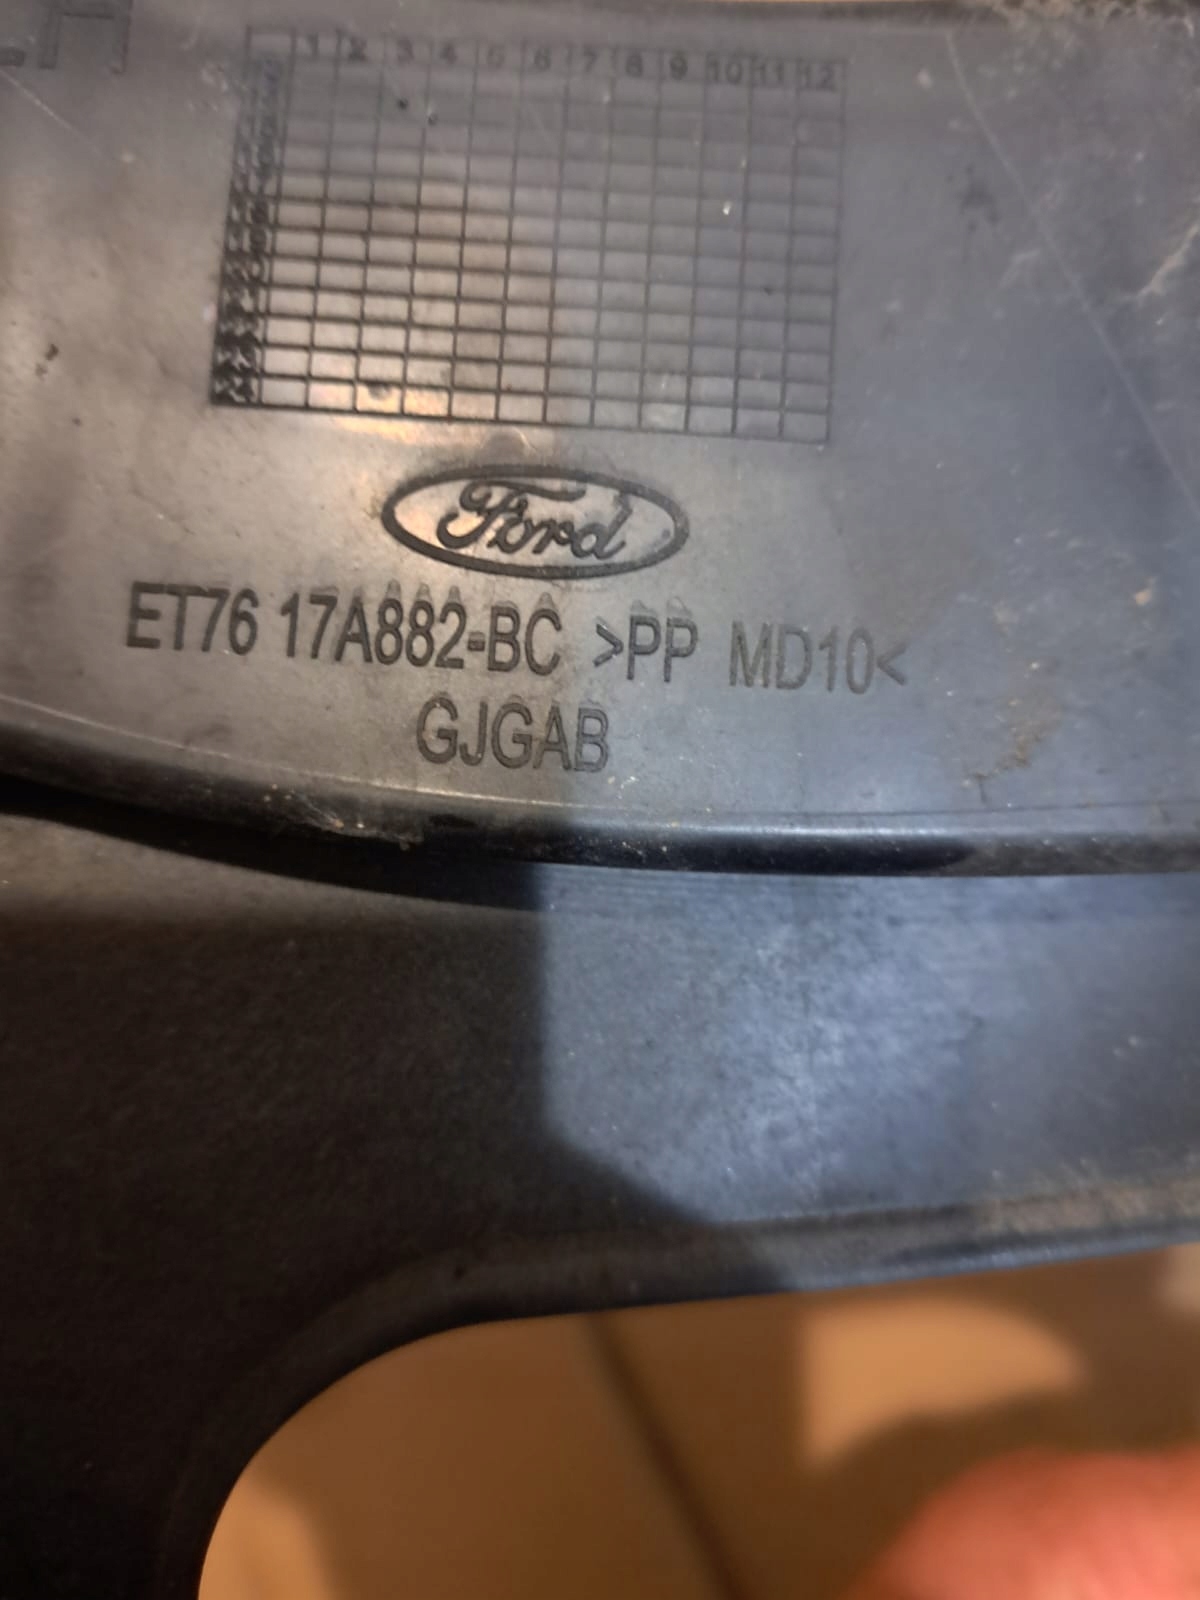 LH
1 2 3 4 5 6 7 8 9 10 11 12
Ford
ET76 17A882-BC >PP MD10<
GJGAB